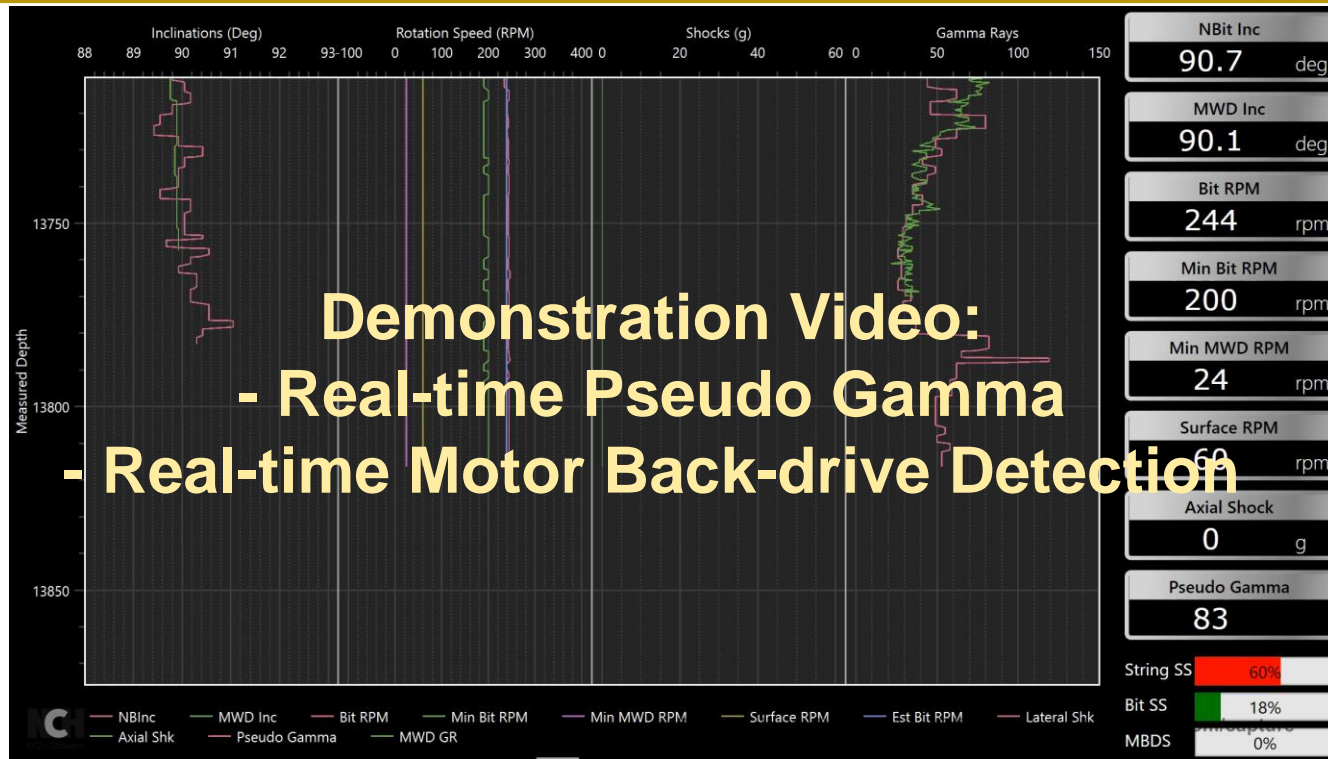 Inclinations (Deg) Rotation Speed (RPM) Shocks (g) Gamma Rays
88 89 90 91 92 93-100 0 100 200 300 400 0 20 40 60 0 50 100 150
NBit Inc
90.7 deg
MWD Inc
90.1 deg
Bit RPM
244 rpm
Min Bit RPM
200 rpm
Min MWD RPM
24 rpm
Surface RPM
60 rpm
Axial Shock
0 g
Pseudo Gamma
83
String SS 60%
Bit SS 18%
MBDS 0%
Measured Depth
13750
13800
13850
Demonstration Video:
- Real-time Pseudo Gamma
- Real-time Motor Back-drive Detection
NBInc MWD Inc Bit RPM Min Bit RPM Min MWD RPM Surface RPM Est Bit RPM Lateral Shk
Axial Shk Pseudo Gamma MWD GR